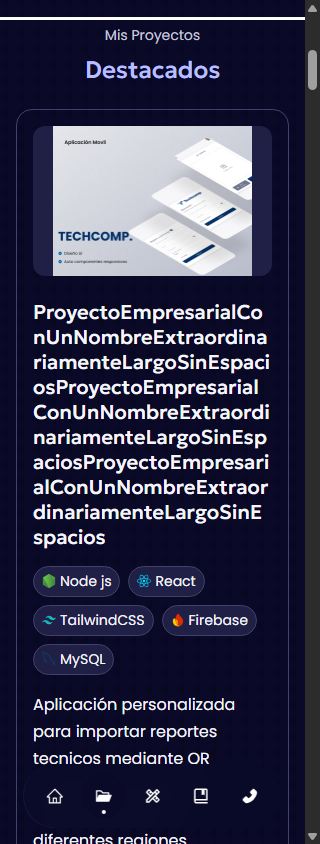 Mis Proyectos
Destacados
Aplicación Movil
TECHCOMP.
ProyectoEmpresarialCo
nUnNombreExtraordina
riamenteLargoSinEspaci
osProyectoEmpresarial
ConUnNombreExtraordi
nariamenteLargoSinEsp
aciosProyectoEmpresari
alConUnNombreExtraor
dinariamenteLargoSinE
spacios
Node js
React
TailwindCSS
Firebase
MySQL
Aplicación personalizada
para importar reportes
tecnicos mediante OR
diferentes regiones